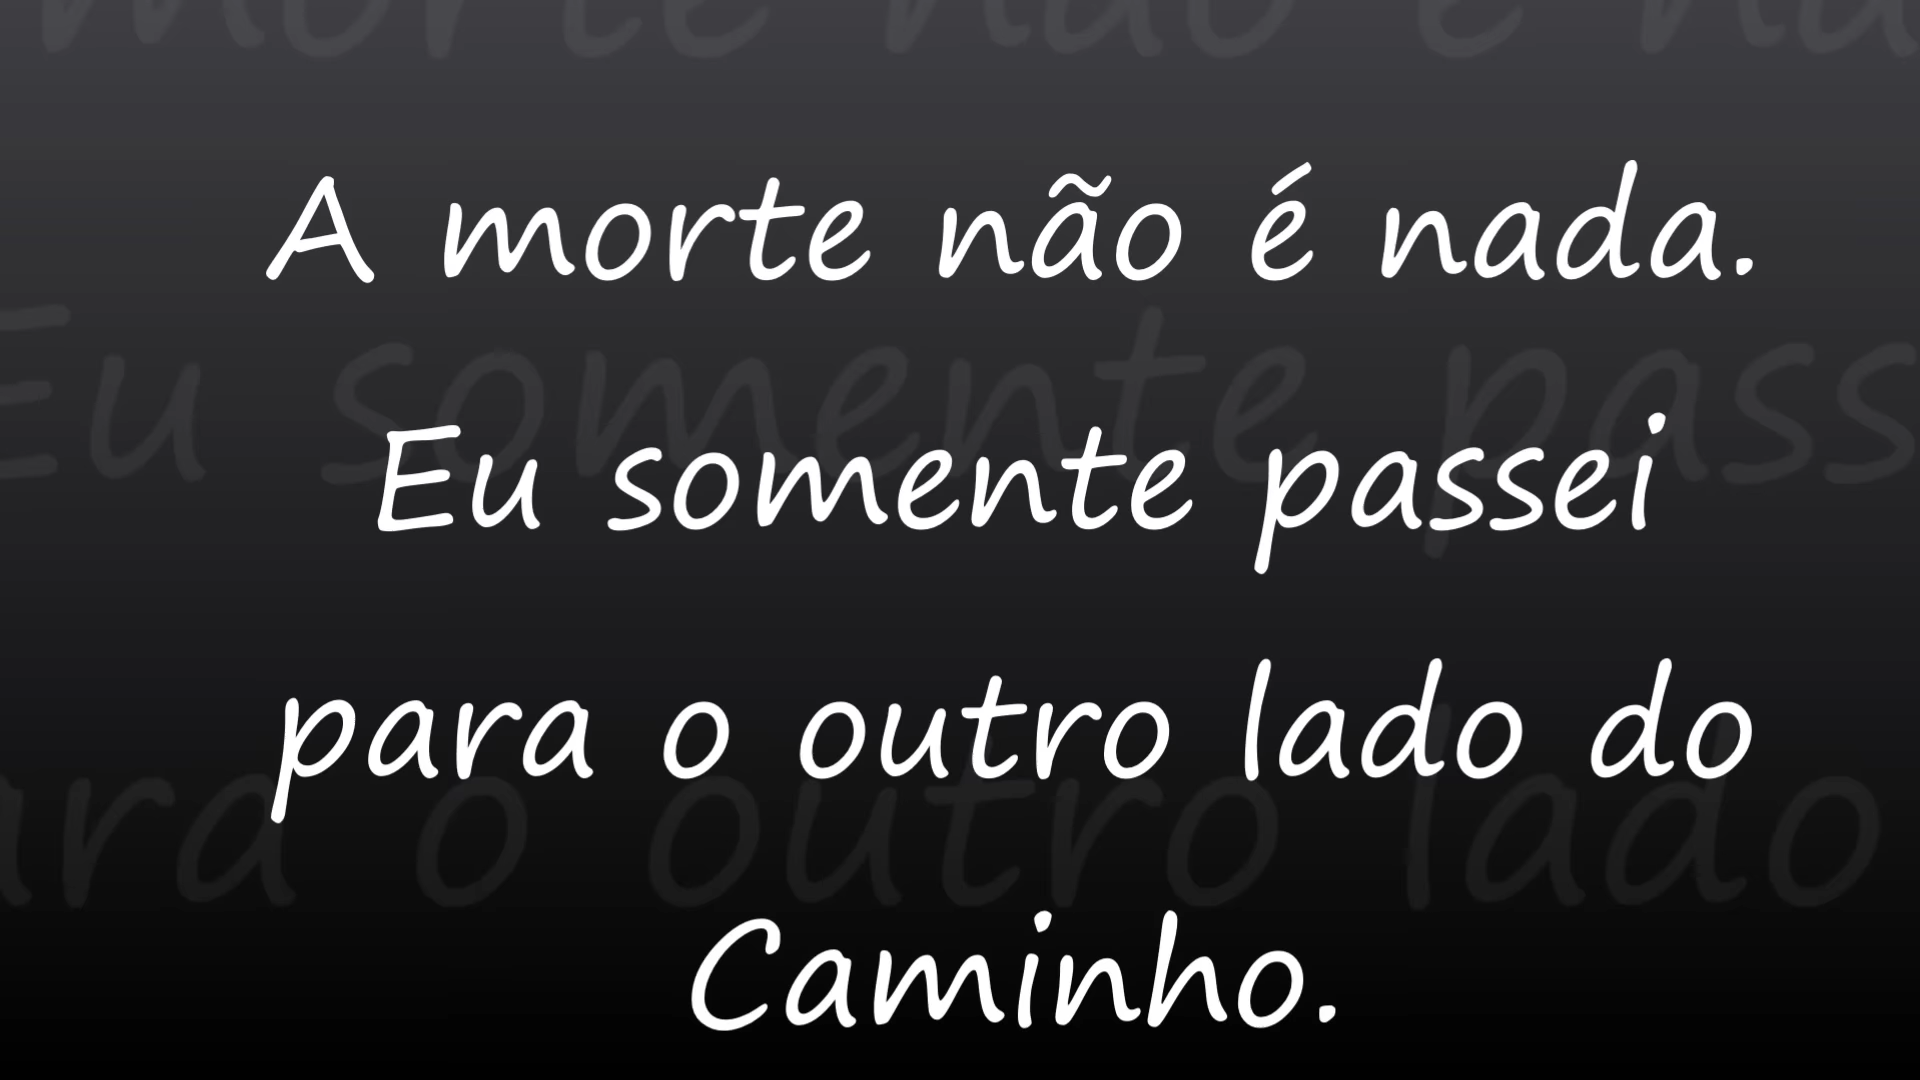 A morte não é nada.
Eu somente passei
para o outro lado do
Caminho.